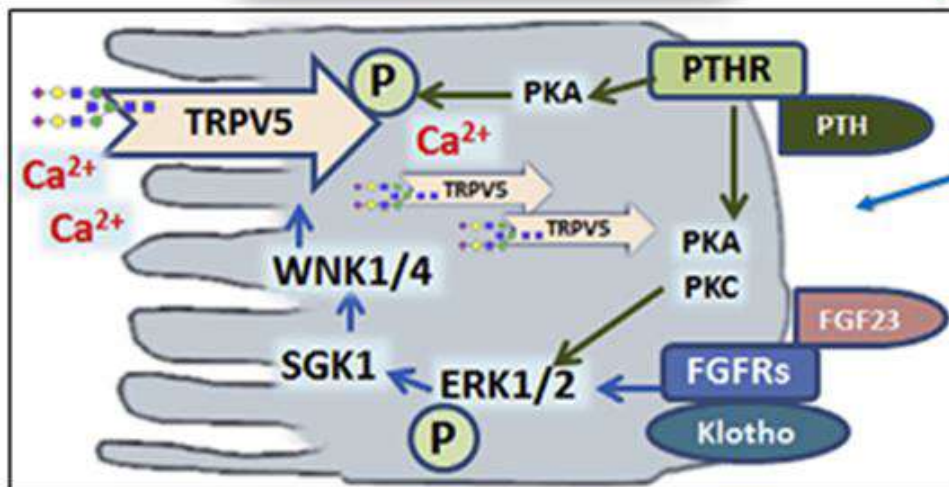 P
PKA
PTHR
TRPV5
PTH
Ca2+
Ca2+
Ca2+
TRPV5
TRPV5
PKA
PKC
WNK1/4
FGF23
SGK1
ERK1/2
FGFRs
P
Klotho